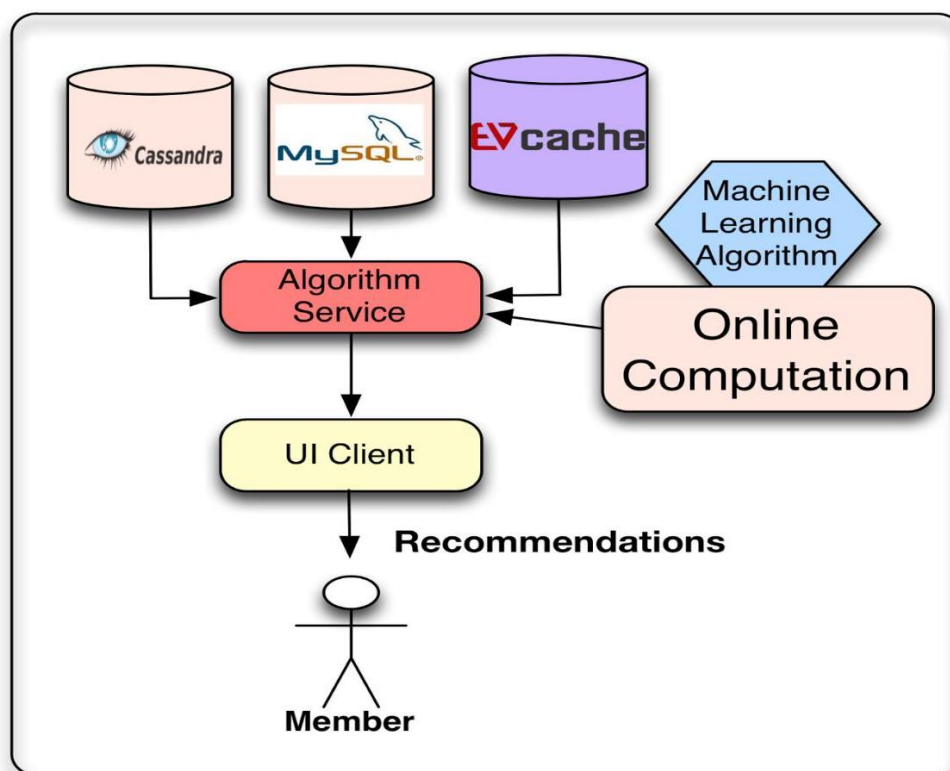 Cassandra
MySQL®
EVcache
Machine
Learning
Algorithm
Algorithm
Service
Online
Computation
UI Client
Recommendations
Member